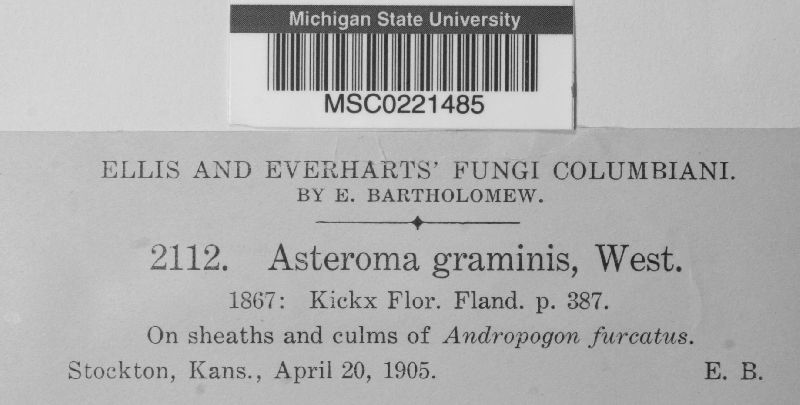 Michigan State University
MSC0221485
ELLIS AND EVERHARTS' FUNGI COLUMBIANI.
BY E. BARTHOLOMEW.
2112. Asteroma graminis, West.
1867: Kickx Flor. Fland. p. 387.
On sheaths and culms of Andropogon furcatus.
Stockton, Kans., April 20, 1905. E. B.